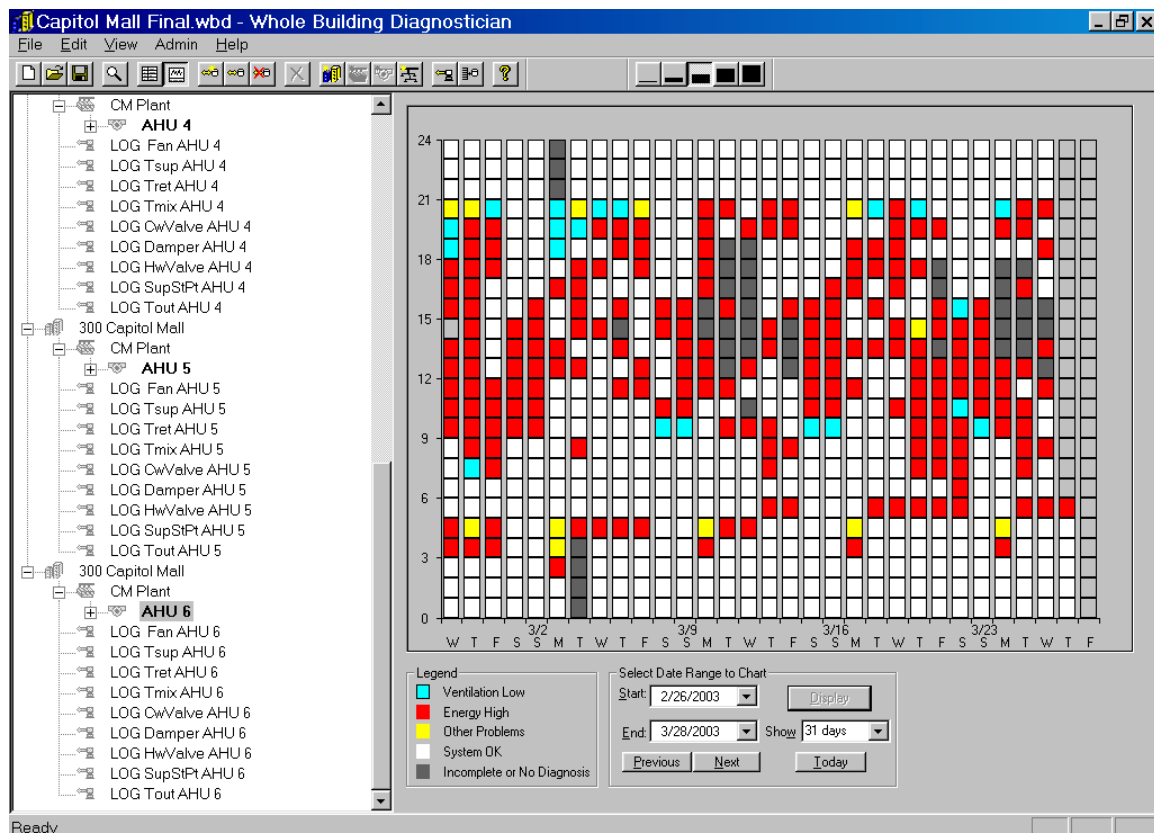 Capitol Mall Final.wbd - Whole Building Diagnostician
File Edit View Admin Help
CM Plant
AHU 4
LOG Fan AHU 4
LOG Tsup AHU 4
LOG Tret AHU 4
LOG Tmix AHU 4
LOG CwValve AHU 4
LOG Damper AHU 4
LOG HwValve AHU 4
LOG SupStPt AHU 4
LOG Tout AHU 4
300 Capitol Mall
CM Plant
AHU 5
LOG Fan AHU 5
LOG Tsup AHU 5
LOG Tret AHU 5
LOG Tmix AHU 5
LOG CwValve AHU 5
LOG Damper AHU 5
LOG HwValve AHU 5
LOG SupStPt AHU 5
LOG Tout AHU 5
300 Capitol Mall
CM Plant
AHU 6
LOG Fan AHU 6
LOG Tsup AHU 6
LOG Tret AHU 6
LOG Tmix AHU 6
LOG CwValve AHU 6
LOG Damper AHU 6
LOG HwValve AHU 6
LOG SupStPt AHU 6
LOG Tout AHU 6
24
21
18
15
12
9
6
3
0
3/2 3/9 3/16 3/23
W T F S S M T W T F S S M T W T F S S M T W T F S S M T W T F
Legend
Ventilation Low
Energy High
Other Problems
System OK
Incomplete or No Diagnosis
Select Date Range to Chart
Start: 2/26/2003 Display
End: 3/28/2003 Show 31 days
Previous Next Today
Ready